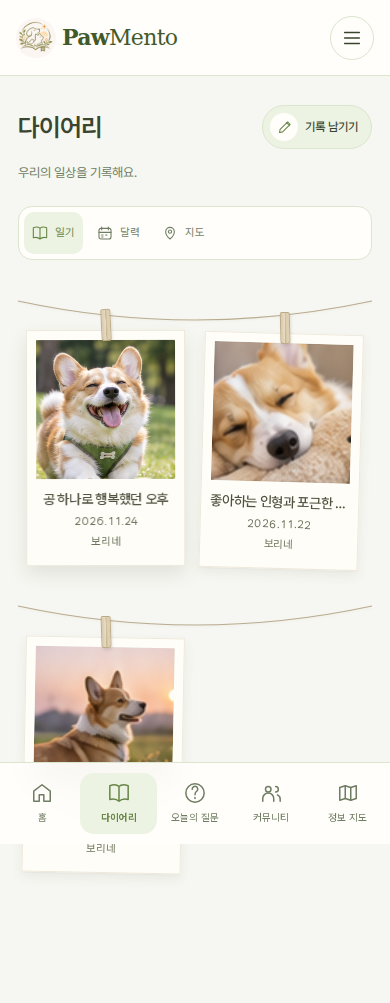 PawMento
다이어리
기록 남기기
우리의 일상을 기록해요.
일기
달력
지도
공 하나로 행복했던 오후
2026.11.24
보리네
좋아하는 인형과 포근한 ...
2026.11.22
보리네
홈
다이어리
오늘의 질문
커뮤니티
정보 지도
보리네